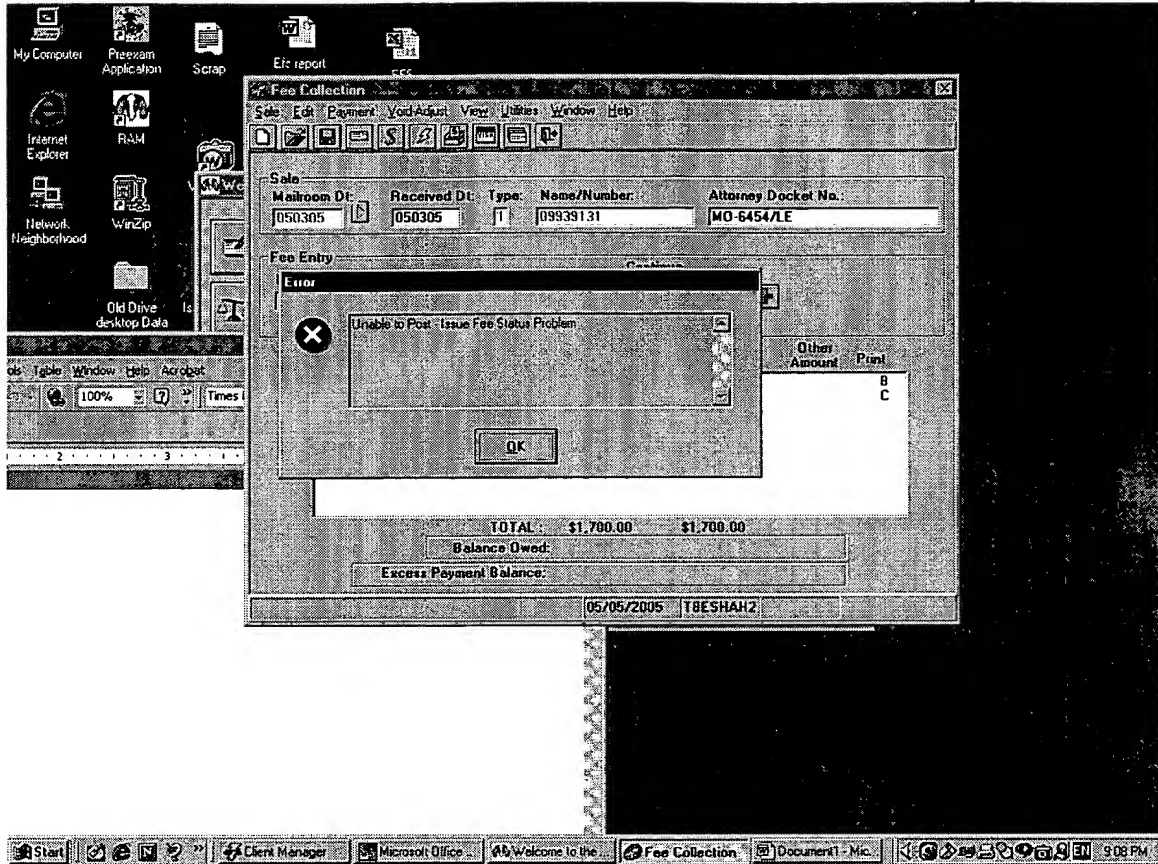 My Computer
Preexam Application
Scrap
Efc report
Internet Explorer
RAM
Network Neighborhood
WinZip
Old Drive desktop Data
Fee Collection
Sale Edit Payment Void-Adjust View Utilities Window Help
Sale
Mailroom Dt: Received Dt: Type: Name/Number: Attorney Docket No.:
050305 050305 1 09939131 MO-6454/LE
Fee Entry
Error
Unable to Post - Issue Fee Status Problem
OK
Other Amount Print
B
C
TOTAL: $1,700.00 $1,700.00
Balance Owed:
Excess Payment Balance:
05/05/2005 TBESHAH2
ols Table Window Help Acrobat
100% Times
2 3
Start Client Manager Microsoft Office ... Welcome to the ... Fee Collection Document1 - Mic... EN 9:08 PM